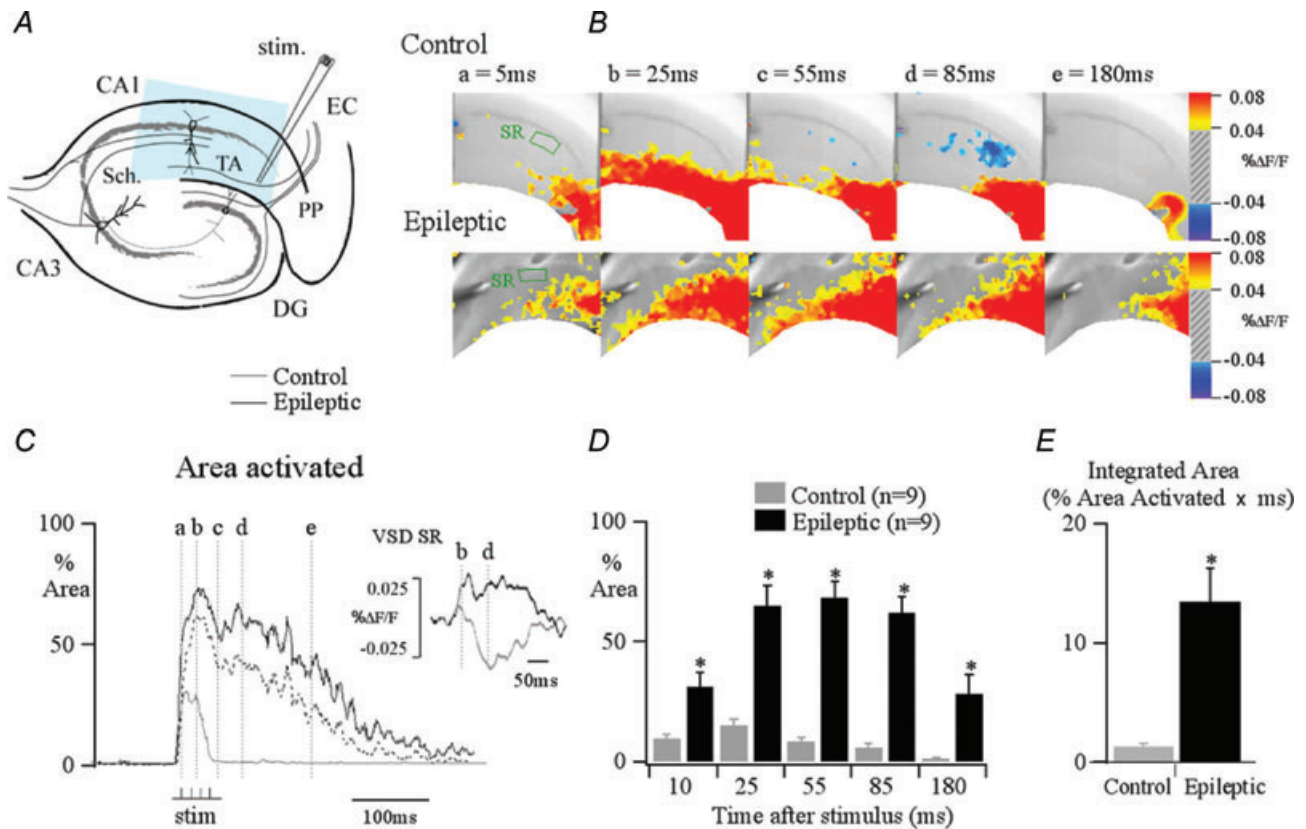 A
stim.
CA1
EC
TA
Sch.
PP
CA3
DG
B
Control
a = 5ms
b = 25ms
c = 55ms
d = 85ms
e = 180ms
SR
0.08
0.04
%ΔF/F
-0.04
-0.08
Epileptic
SR
0.08
0.04
%ΔF/F
-0.04
-0.08
Control
Epileptic
C
Area activated
100
% Area
50
0
a b c d e
stim
100ms
VSD SR
b d
0.025
%ΔF/F
-0.025
50ms
D
Control (n=9)
Epileptic (n=9)
100
% Area
50
0
* * * * *
10 25 55 85 180
Time after stimulus (ms)
E
Integrated Area
(% Area Activated x ms)
20
10
0
*
Control Epileptic